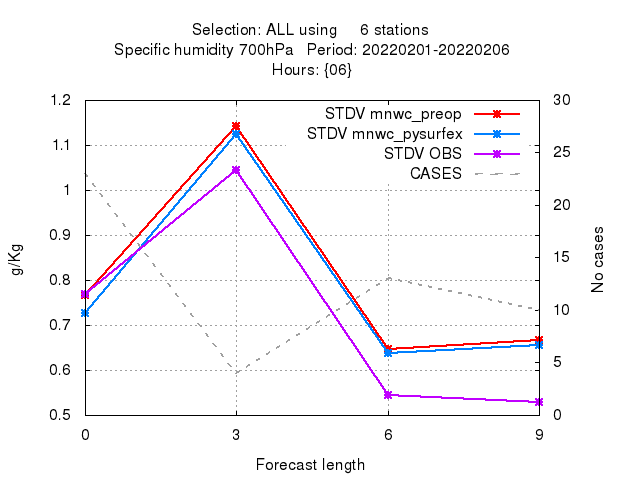 Selection: ALL using 6 stations
Specific humidity 700hPa Period: 20220201-20220206
Hours: {06}
STDV mnwc_preop
STDV mnwc_pysurfex
STDV OBS
CASES
1.2
1.1
1
0.9
0.8
0.7
0.6
0.5
g/Kg
30
25
20
15
10
5
0
No cases
0 3 6 9
Forecast length